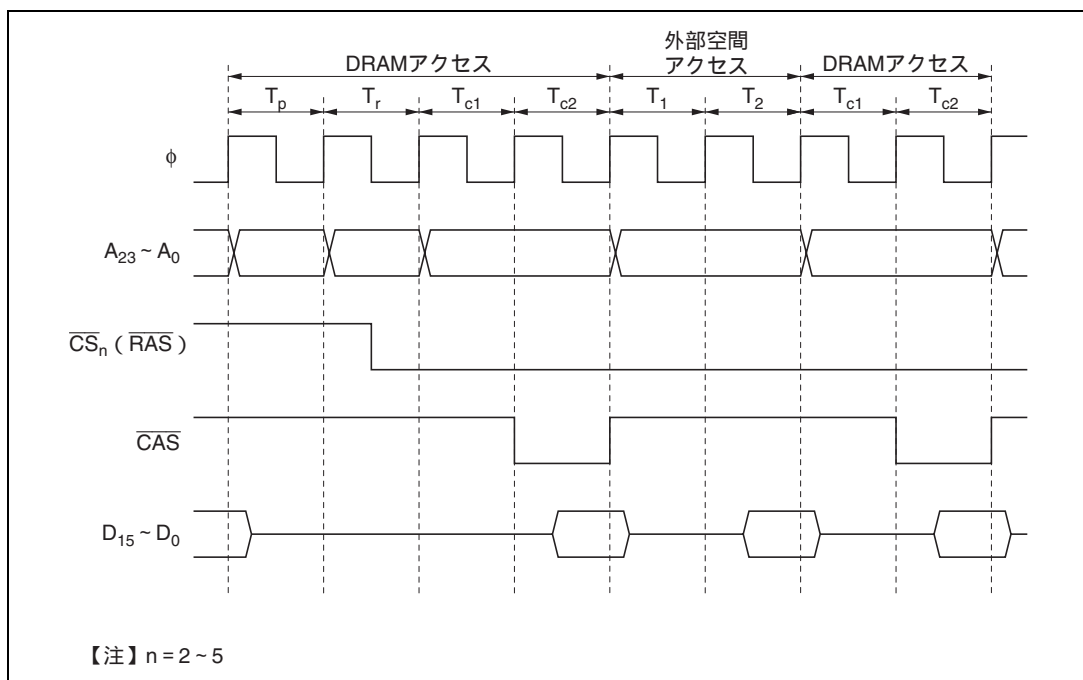 外部空間
DRAMアクセス アクセス DRAMアクセス
Tp Tr Tc1 Tc2 T1 T2 Tc1 Tc2
φ
A23~A0
CSn(RAS)
CAS
D15~D0
【注】n = 2~5